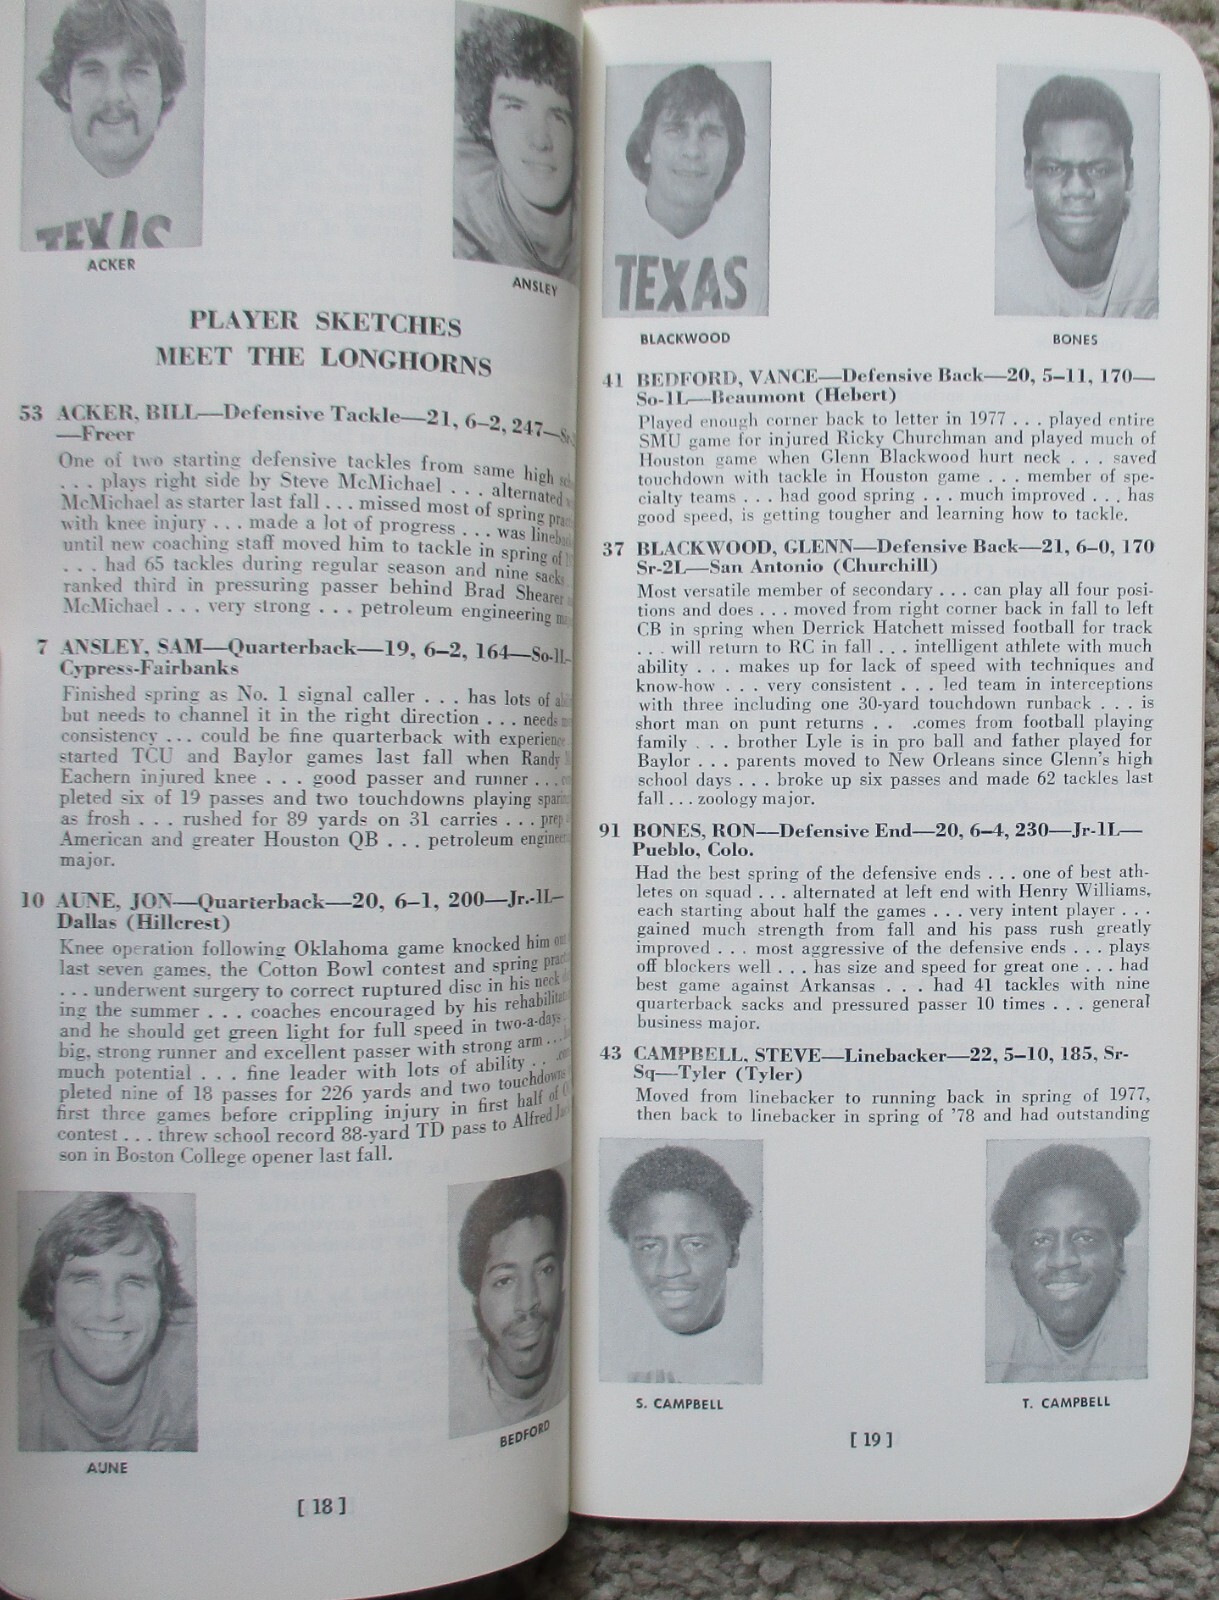 TEXAS
ACKER
ANSLEY
PLAYER SKETCHES
MEET THE LONGHORNS
53 ACKER, BILL—Defensive Tackle—21, 6-2, 247—
—Freer
One of two starting defensive tackles from same high
. . . plays right side by Steve McMichael . . . alternated
McMichael as starter last fall . . . missed most of spring
with knee injury . . . made a lot of progress . . . was
until new coaching staff moved him to tackle in spring of
. . . had 65 tackles during regular season and nine sacks
ranked third in pressuring passer behind Brad Shearer
McMichael . . . very strong . . . petroleum engineering
7 ANSLEY, SAM—Quarterback—19, 6-2, 164—So-1L—
Cypress-Fairbanks
Finished spring as No. 1 signal caller . . . has lots of
but needs to channel it in the right direction . . . needs
consistency . . . could be fine quarterback with
started TCU and Baylor games last fall when Randy
Eachern injured knee . . . good passer and runner . . .
pleted six of 19 passes and two touchdowns playing
as frosh . . . rushed for 89 yards on 31 carries . . . prep
American and greater Houston QB . . . petroleum
major.
10 AUNE, JON—Quarterback—20, 6-1, 200—Jr.-1L—
Dallas (Hillcrest)
Knee operation following Oklahoma game knocked him
last seven games, the Cotton Bowl contest and spring
. . . underwent surgery to correct ruptured disc in his neck
ing the summer . . . coaches encouraged by his
and he should get green light for full speed in two-a-days
big, strong runner and excellent passer with strong arm . . .
much potential . . . fine leader with lots of ability . . .
pleted nine of 18 passes for 226 yards and two touchdowns
first three games before crippling injury in first half of
contest . . . threw school record 88-yard TD pass to Alfred
son in Boston College opener last fall.
AUNE
BEDFORD
[ 18 ]
TEXAS
BLACKWOOD
BONES
41 BEDFORD, VANCE—Defensive Back—20, 5-11, 170—
So-1L—Beaumont (Hebert)
Played enough corner back to letter in 1977 . . . played entire
SMU game for injured Ricky Churchman and played much of
Houston game when Glenn Blackwood hurt neck . . . saved
touchdown with tackle in Houston game . . . member of spe-
cialty teams . . . had good spring . . . much improved . . . has
good speed, is getting tougher and learning how to tackle.
37 BLACKWOOD, GLENN—Defensive Back—21, 6-0, 170
Sr-2L—San Antonio (Churchill)
Most versatile member of secondary . . . can play all four posi-
tions and does . . . moved from right corner back in fall to left
CB in spring when Derrick Hatchett missed football for track
. . . will return to RC in fall . . . intelligent athlete with much
ability . . . makes up for lack of speed with techniques and
know-how . . . very consistent . . . led team in interceptions
with three including one 30-yard touchdown runback . . . is
short man on punt returns . . .comes from football playing
family . . . brother Lyle is in pro ball and father played for
Baylor . . . parents moved to New Orleans since Glenn's high
school days . . . broke up six passes and made 62 tackles last
fall . . . zoology major.
91 BONES, RON—Defensive End—20, 6-4, 230—Jr-1L—
Pueblo, Colo.
Had the best spring of the defensive ends . . . one of best ath-
letes on squad . . . alternated at left end with Henry Williams,
each starting about half the games . . . very intent player . . .
gained much strength from fall and his pass rush greatly
improved . . . most aggressive of the defensive ends . . . plays
off blockers well . . . has size and speed for great one . . . had
best game against Arkansas . . . had 41 tackles with nine
quarterback sacks and pressured passer 10 times . . . general
business major.
43 CAMPBELL, STEVE—Linebacker—22, 5-10, 185, Sr-
Sq—Tyler (Tyler)
Moved from linebacker to running back in spring of 1977,
then back to linebacker in spring of '78 and had outstanding
S. CAMPBELL
T. CAMPBELL
[ 19 ]